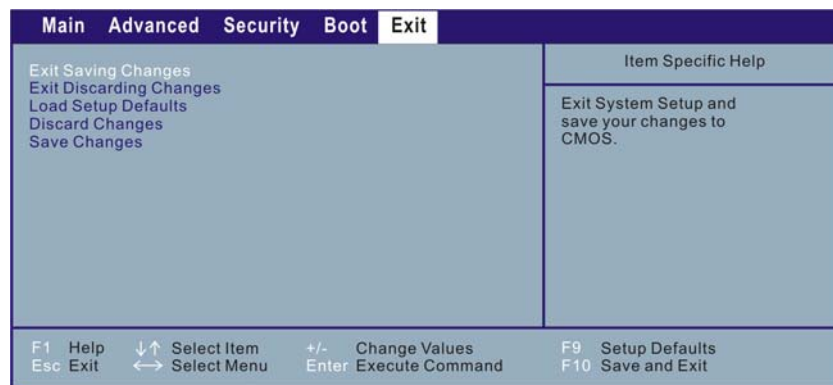 Main Advanced Security Boot Exit
Exit Saving Changes
Exit Discarding Changes
Load Setup Defaults
Discard Changes
Save Changes
Item Specific Help
Exit System Setup and
save your changes to
CMOS.
F1 Help ↓↑ Select Item +/- Change Values F9 Setup Defaults
Esc Exit ←→ Select Menu Enter Execute Command F10 Save and Exit